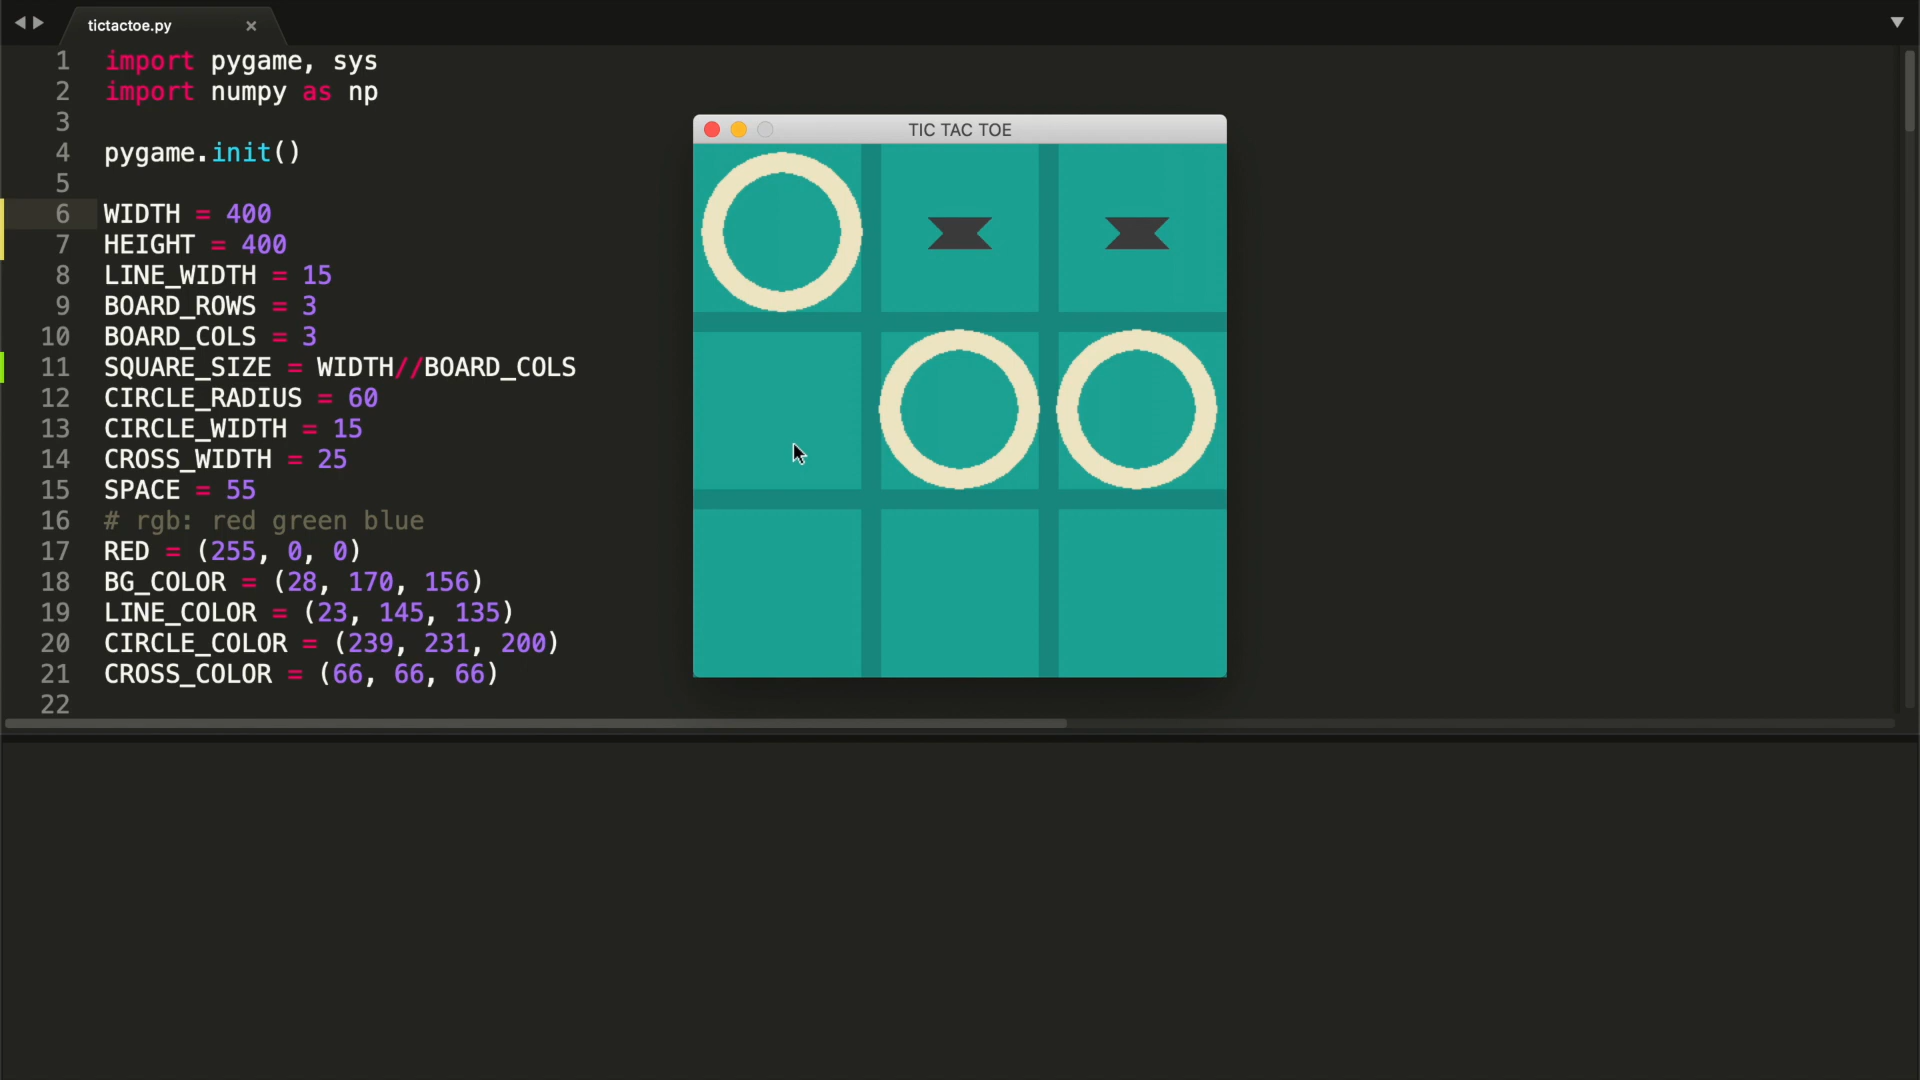 tictactoe.py
1 import pygame, sys
2 import numpy as np
3
4 pygame.init()
5
6 WIDTH = 400
7 HEIGHT = 400
8 LINE_WIDTH = 15
9 BOARD_ROWS = 3
10 BOARD_COLS = 3
11 SQUARE_SIZE = WIDTH//BOARD_COLS
12 CIRCLE_RADIUS = 60
13 CIRCLE_WIDTH = 15
14 CROSS_WIDTH = 25
15 SPACE = 55
16 # rgb: red green blue
17 RED = (255, 0, 0)
18 BG_COLOR = (28, 170, 156)
19 LINE_COLOR = (23, 145, 135)
20 CIRCLE_COLOR = (239, 231, 200)
21 CROSS_COLOR = (66, 66, 66)
22
TIC TAC TOE